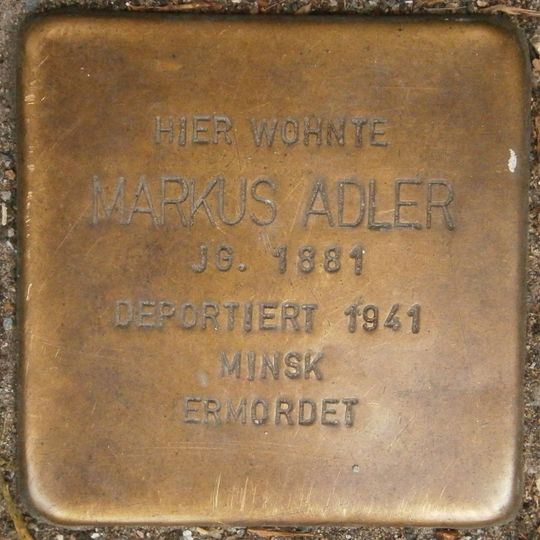 HIER WOHNTE
MARKUS ADLER
JG. 1881
DEPORTIERT 1941
MINSK
ERMORDET